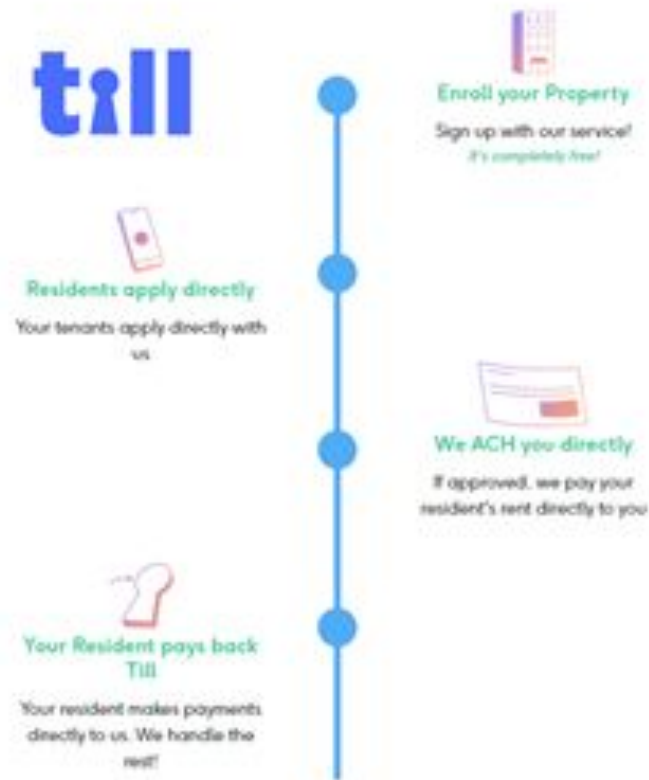 till
Enroll your Property
Sign up with our service!
It's completely free!
Residents apply directly
Your tenants apply directly with
us
We ACH you directly
If approved, we pay your
resident's rent directly to you
Your Resident pays back
Till
Your resident makes payments
directly to us. We handle the
rest!